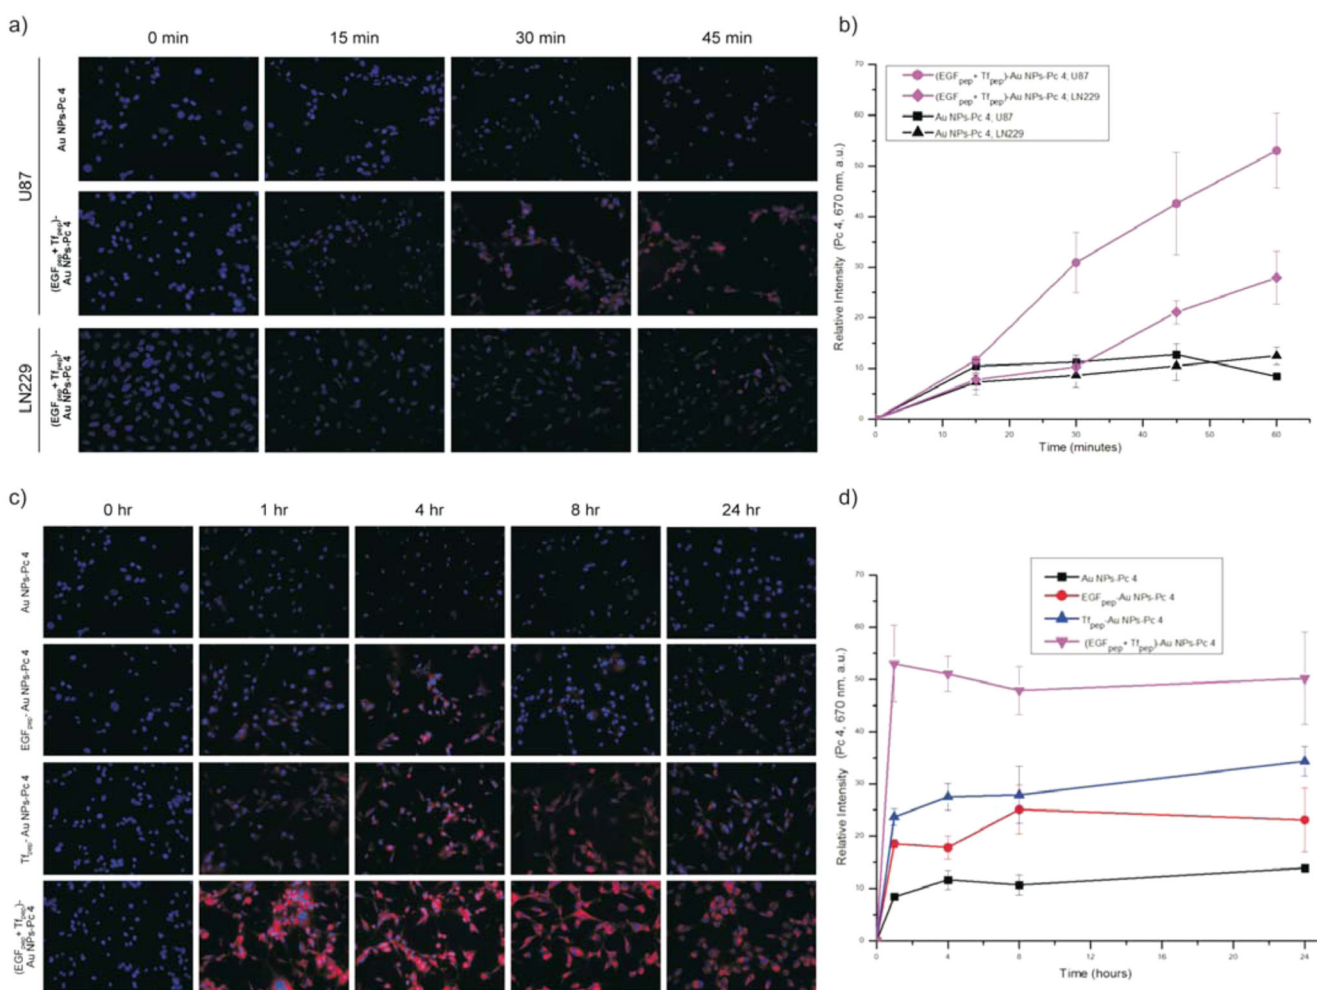 a)
0 min
15 min
30 min
45 min
U87
Au NPs-Pc 4
(EGFpep+ Tfpep)-
Au NPs-Pc 4
LN229
(EGFpep+ Tfpep)-
Au NPs-Pc 4
b)
(EGFpep+ Tfpep)-Au NPs-Pc 4, U87
(EGFpep+ Tfpep)-Au NPs-Pc 4, LN229
Au NPs-Pc 4, U87
Au NPs-Pc 4, LN229
Relative Intensity (Pc 4, 670 nm, a.u.)
70
60
50
40
30
20
10
0
0 10 20 30 40 50 60
Time (minutes)
c)
0 hr
1 hr
4 hr
8 hr
24 hr
Au NPs-Pc 4
EGFpep- Au NPs-Pc 4
Tfpep- Au NPs-Pc 4
(EGFpep+ Tfpep)-
Au NPs-Pc 4
d)
Au NPs-Pc 4
EGFpep-Au NPs-Pc 4
Tfpep-Au NPs-Pc 4
(EGFpep+ Tfpep)-Au NPs-Pc 4
Relative Intensity (Pc 4, 670 nm, a.u.)
70
60
50
40
30
20
10
0
0 4 8 12 16 20 24
Time (hours)